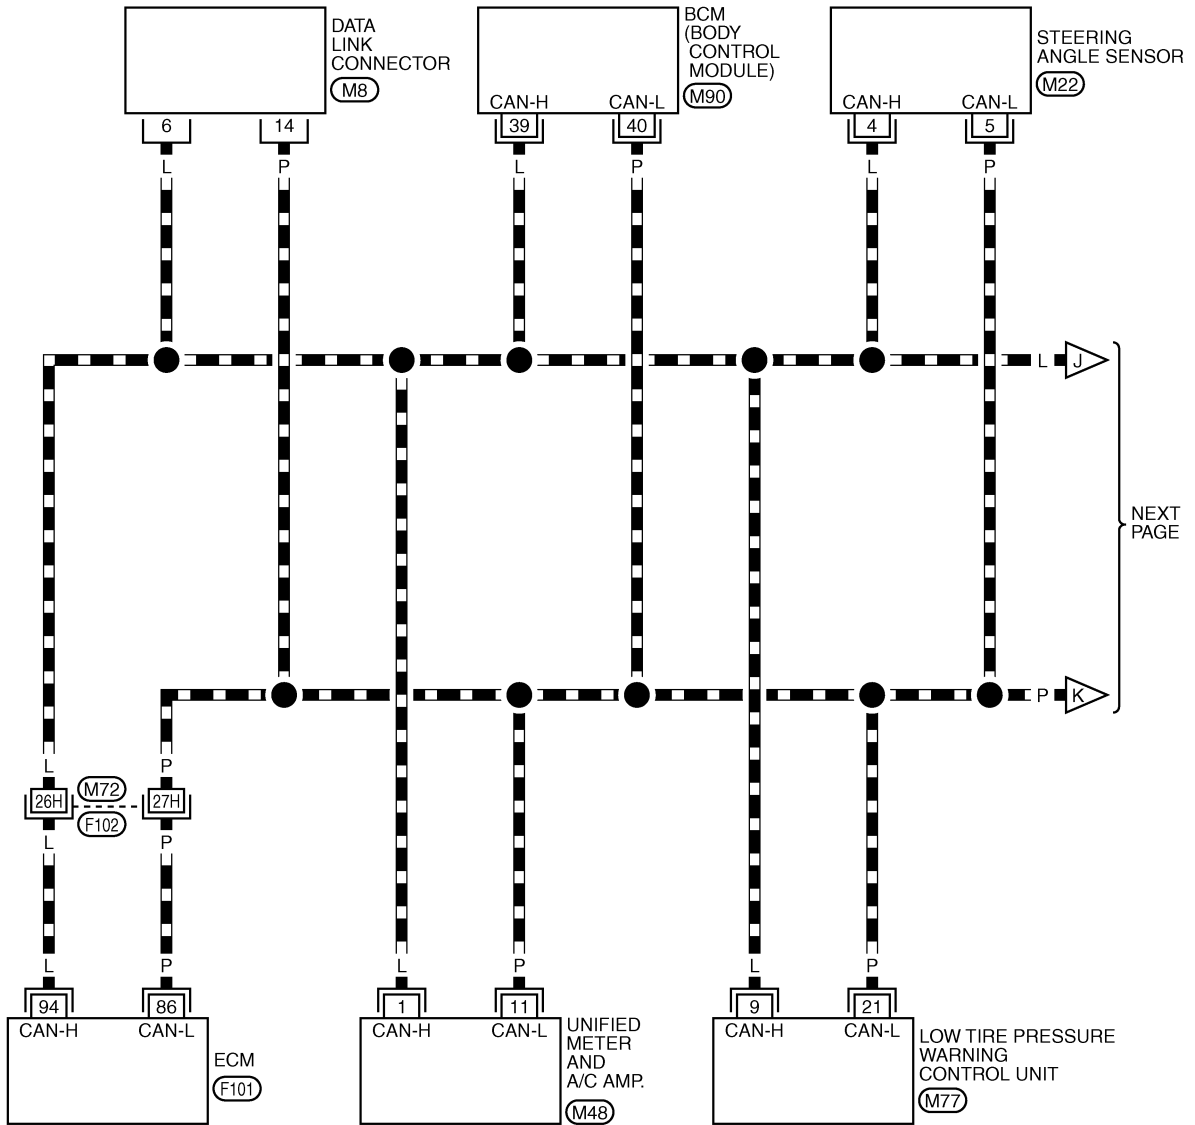 DATA
LINK
CONNECTOR
M8
6
14
L
P
BCM
(BODY
CONTROL
MODULE)
M90
CAN-H
CAN-L
39
40
L
P
STEERING
ANGLE SENSOR
M22
CAN-H
CAN-L
4
5
L
P
L
J
NEXT
PAGE
P
K
L
P
26H
M72
27H
F102
L
P
L
P
94
86
CAN-H
CAN-L
ECM
F101
L
P
1
11
CAN-H
CAN-L
UNIFIED
METER
AND
A/C AMP.
M48
L
P
9
21
CAN-H
CAN-L
LOW TIRE PRESSURE
WARNING
CONTROL UNIT
M77